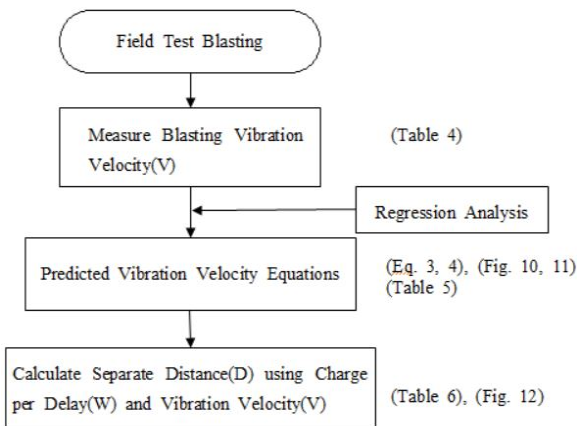 Field Test Blasting
Measure Blasting Vibration
Velocity(V)
(Table 4)
Regression Analysis
Predicted Vibration Velocity Equations
(Eq. 3, 4), (Fig. 10, 11)
(Table 5)
Calculate Separate Distance(D) using Charge
per Delay(W) and Vibration Velocity(V)
(Table 6), (Fig. 12)